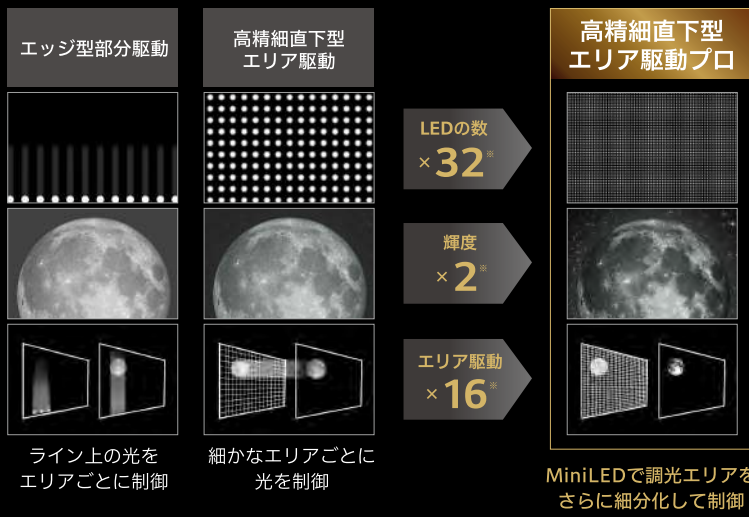 エッジ型部分駆動
高精細直下型
エリア駆動
高精細直下型
エリア駆動プロ
LEDの数
×32※
輝度
×2※
エリア駆動
×16※
ライン上の光を
エリアごとに制御
細かなエリアごとに
光を制御
MiniLEDで調光エリアを
さらに細分化して制御